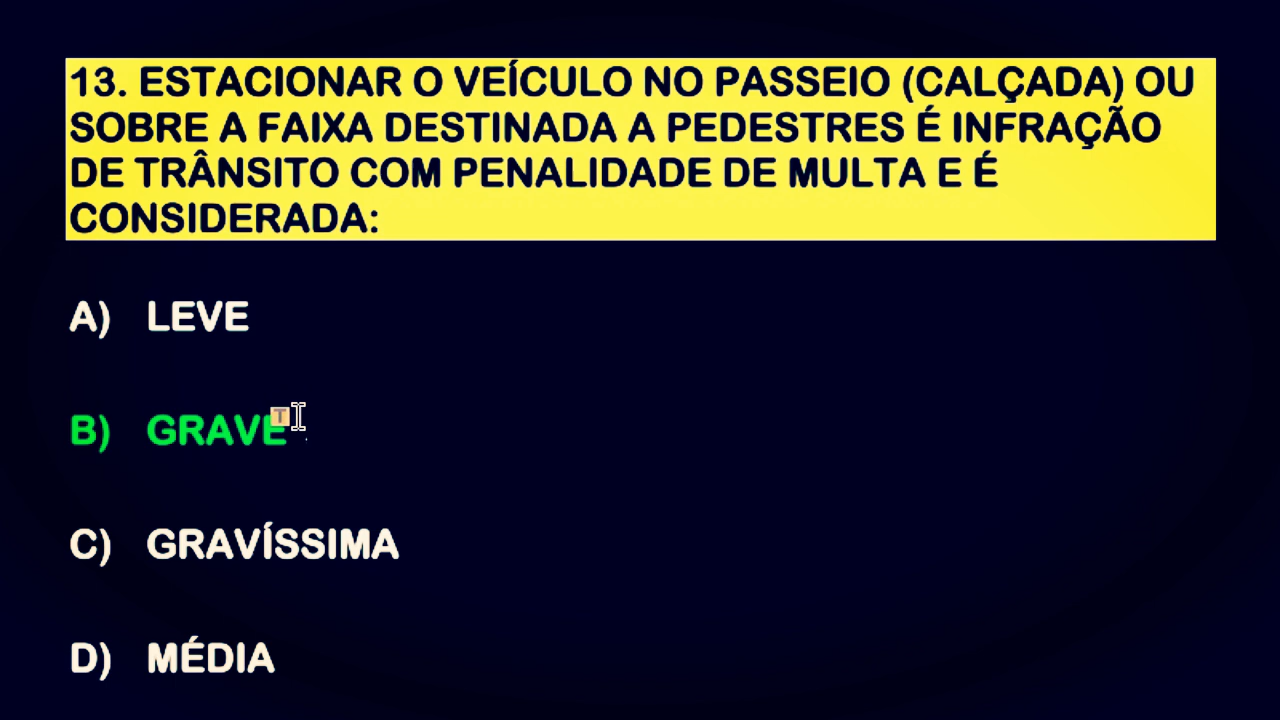 13. ESTACIONAR O VEÍCULO NO PASSEIO (CALÇADA) OU
SOBRE A FAIXA DESTINADA A PEDESTRES É INFRAÇÃO
DE TRÂNSITO COM PENALIDADE DE MULTA E É
CONSIDERADA:
A) LEVE
B) GRAVE
T
C) GRAVÍSSIMA
D) MÉDIA